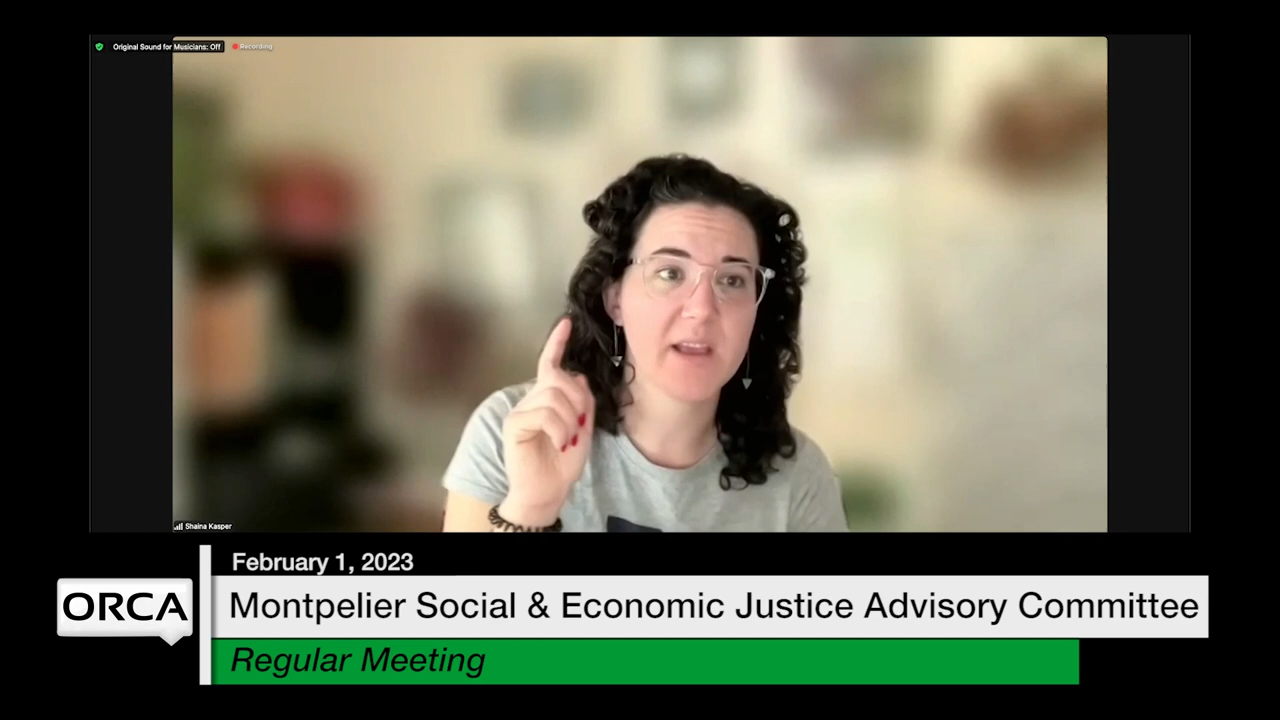 Original Sound for Musicians: Off
Recording
Shaina Kasper
February 1, 2023
ORCA
Montpelier Social & Economic Justice Advisory Committee
Regular Meeting